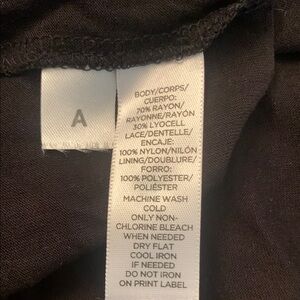 A
BODY/CORPS/
CUERPO:
70% RAYON/
RAYONNE/RAYÓN
30% LYOCELL
LACE/DENTELLE/
ENCAJE:
100% NYLON/NILÓN
LINING/DOUBLURE/
FORRO:
100% POLYESTER/
POLIÉSTER
MACHINE WASH
COLD
ONLY NON-
CHLORINE BLEACH
WHEN NEEDED
DRY FLAT
COOL IRON
IF NEEDED
DO NOT IRON
ON PRINT LABEL